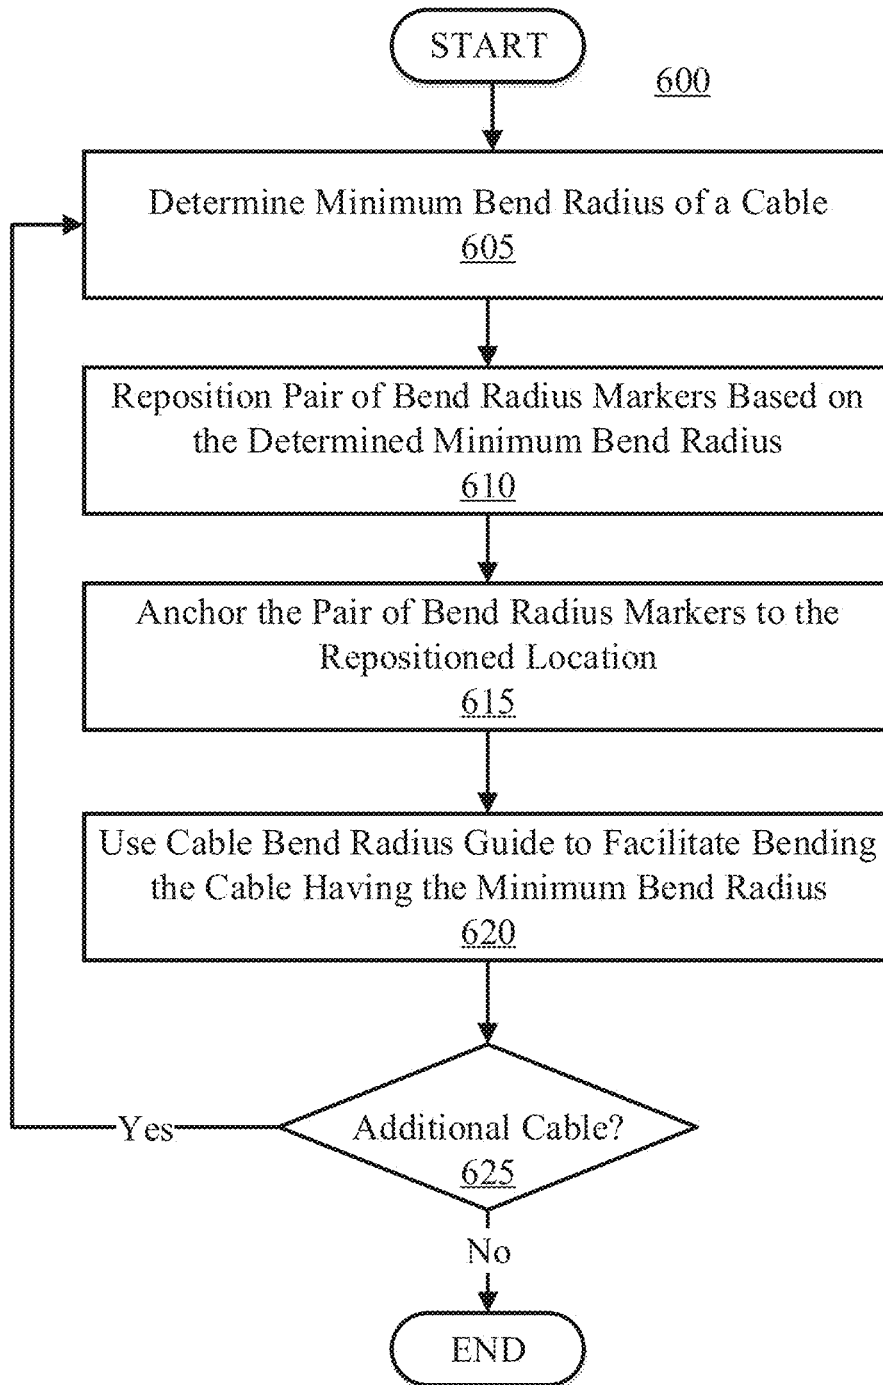 START
600
Determine Minimum Bend Radius of a Cable
605
Reposition Pair of Bend Radius Markers Based on
the Determined Minimum Bend Radius
610
Anchor the Pair of Bend Radius Markers to the
Repositioned Location
615
Use Cable Bend Radius Guide to Facilitate Bending
the Cable Having the Minimum Bend Radius
620
Additional Cable?
625
Yes
No
END